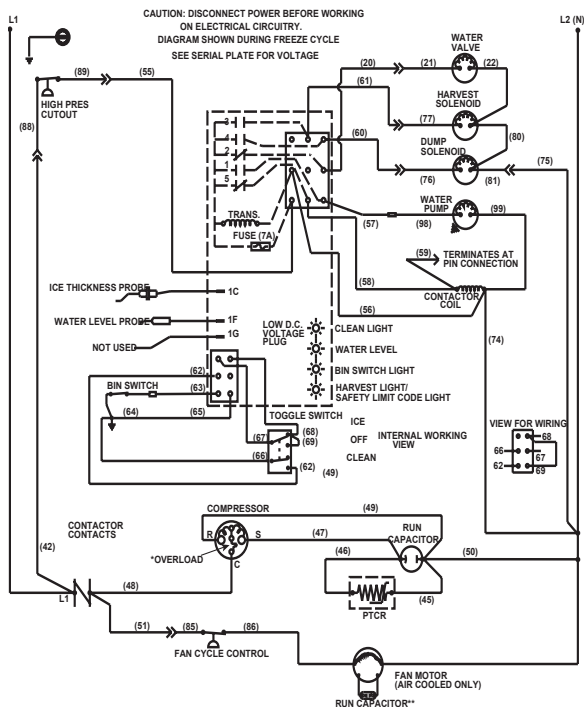 L1
CAUTION: DISCONNECT POWER BEFORE WORKING
ON ELECTRICAL CIRCUITRY.
DIAGRAM SHOWN DURING FREEZE CYCLE
SEE SERIAL PLATE FOR VOLTAGE
L2 (N)
WATER
VALVE
(20)
(21)
(22)
(89)
(55)
(61)
HIGH PRES
CUTOUT
HARVEST
SOLENOID
(77)
(88)
3
4
2
1
5
(60)
DUMP
SOLENOID
(80)
(75)
(76)
(81)
TRANS.
FUSE (7A)
WATER
PUMP
(57)
(98)
(99)
(59)
TERMINATES AT
PIN CONNECTION
ICE THICKNESS PROBE
1C
(58)
CONTACTOR
COIL
(56)
WATER LEVEL PROBE
1F
1G
NOT USED
LOW D.C.
VOLTAGE
PLUG
CLEAN LIGHT
WATER LEVEL
BIN SWITCH LIGHT
HARVEST LIGHT/
SAFETY LIMIT CODE LIGHT
(74)
(62)
BIN SWITCH
(63)
(64)
(65)
TOGGLE SWITCH
ICE
(68)
(67)
(69)
OFF
INTERNAL WORKING
VIEW
(66)
CLEAN
(62)
(49)
VIEW FOR WIRING
68
66
67
62
69
CONTACTOR
CONTACTS
COMPRESSOR
(49)
R
S
(47)
RUN
CAPACITOR
*OVERLOAD
C
(42)
(46)
(50)
L1
(48)
PTCR
(45)
(51)
(85)
(86)
FAN CYCLE CONTROL
FAN MOTOR
(AIR COOLED ONLY)
RUN CAPACITOR**